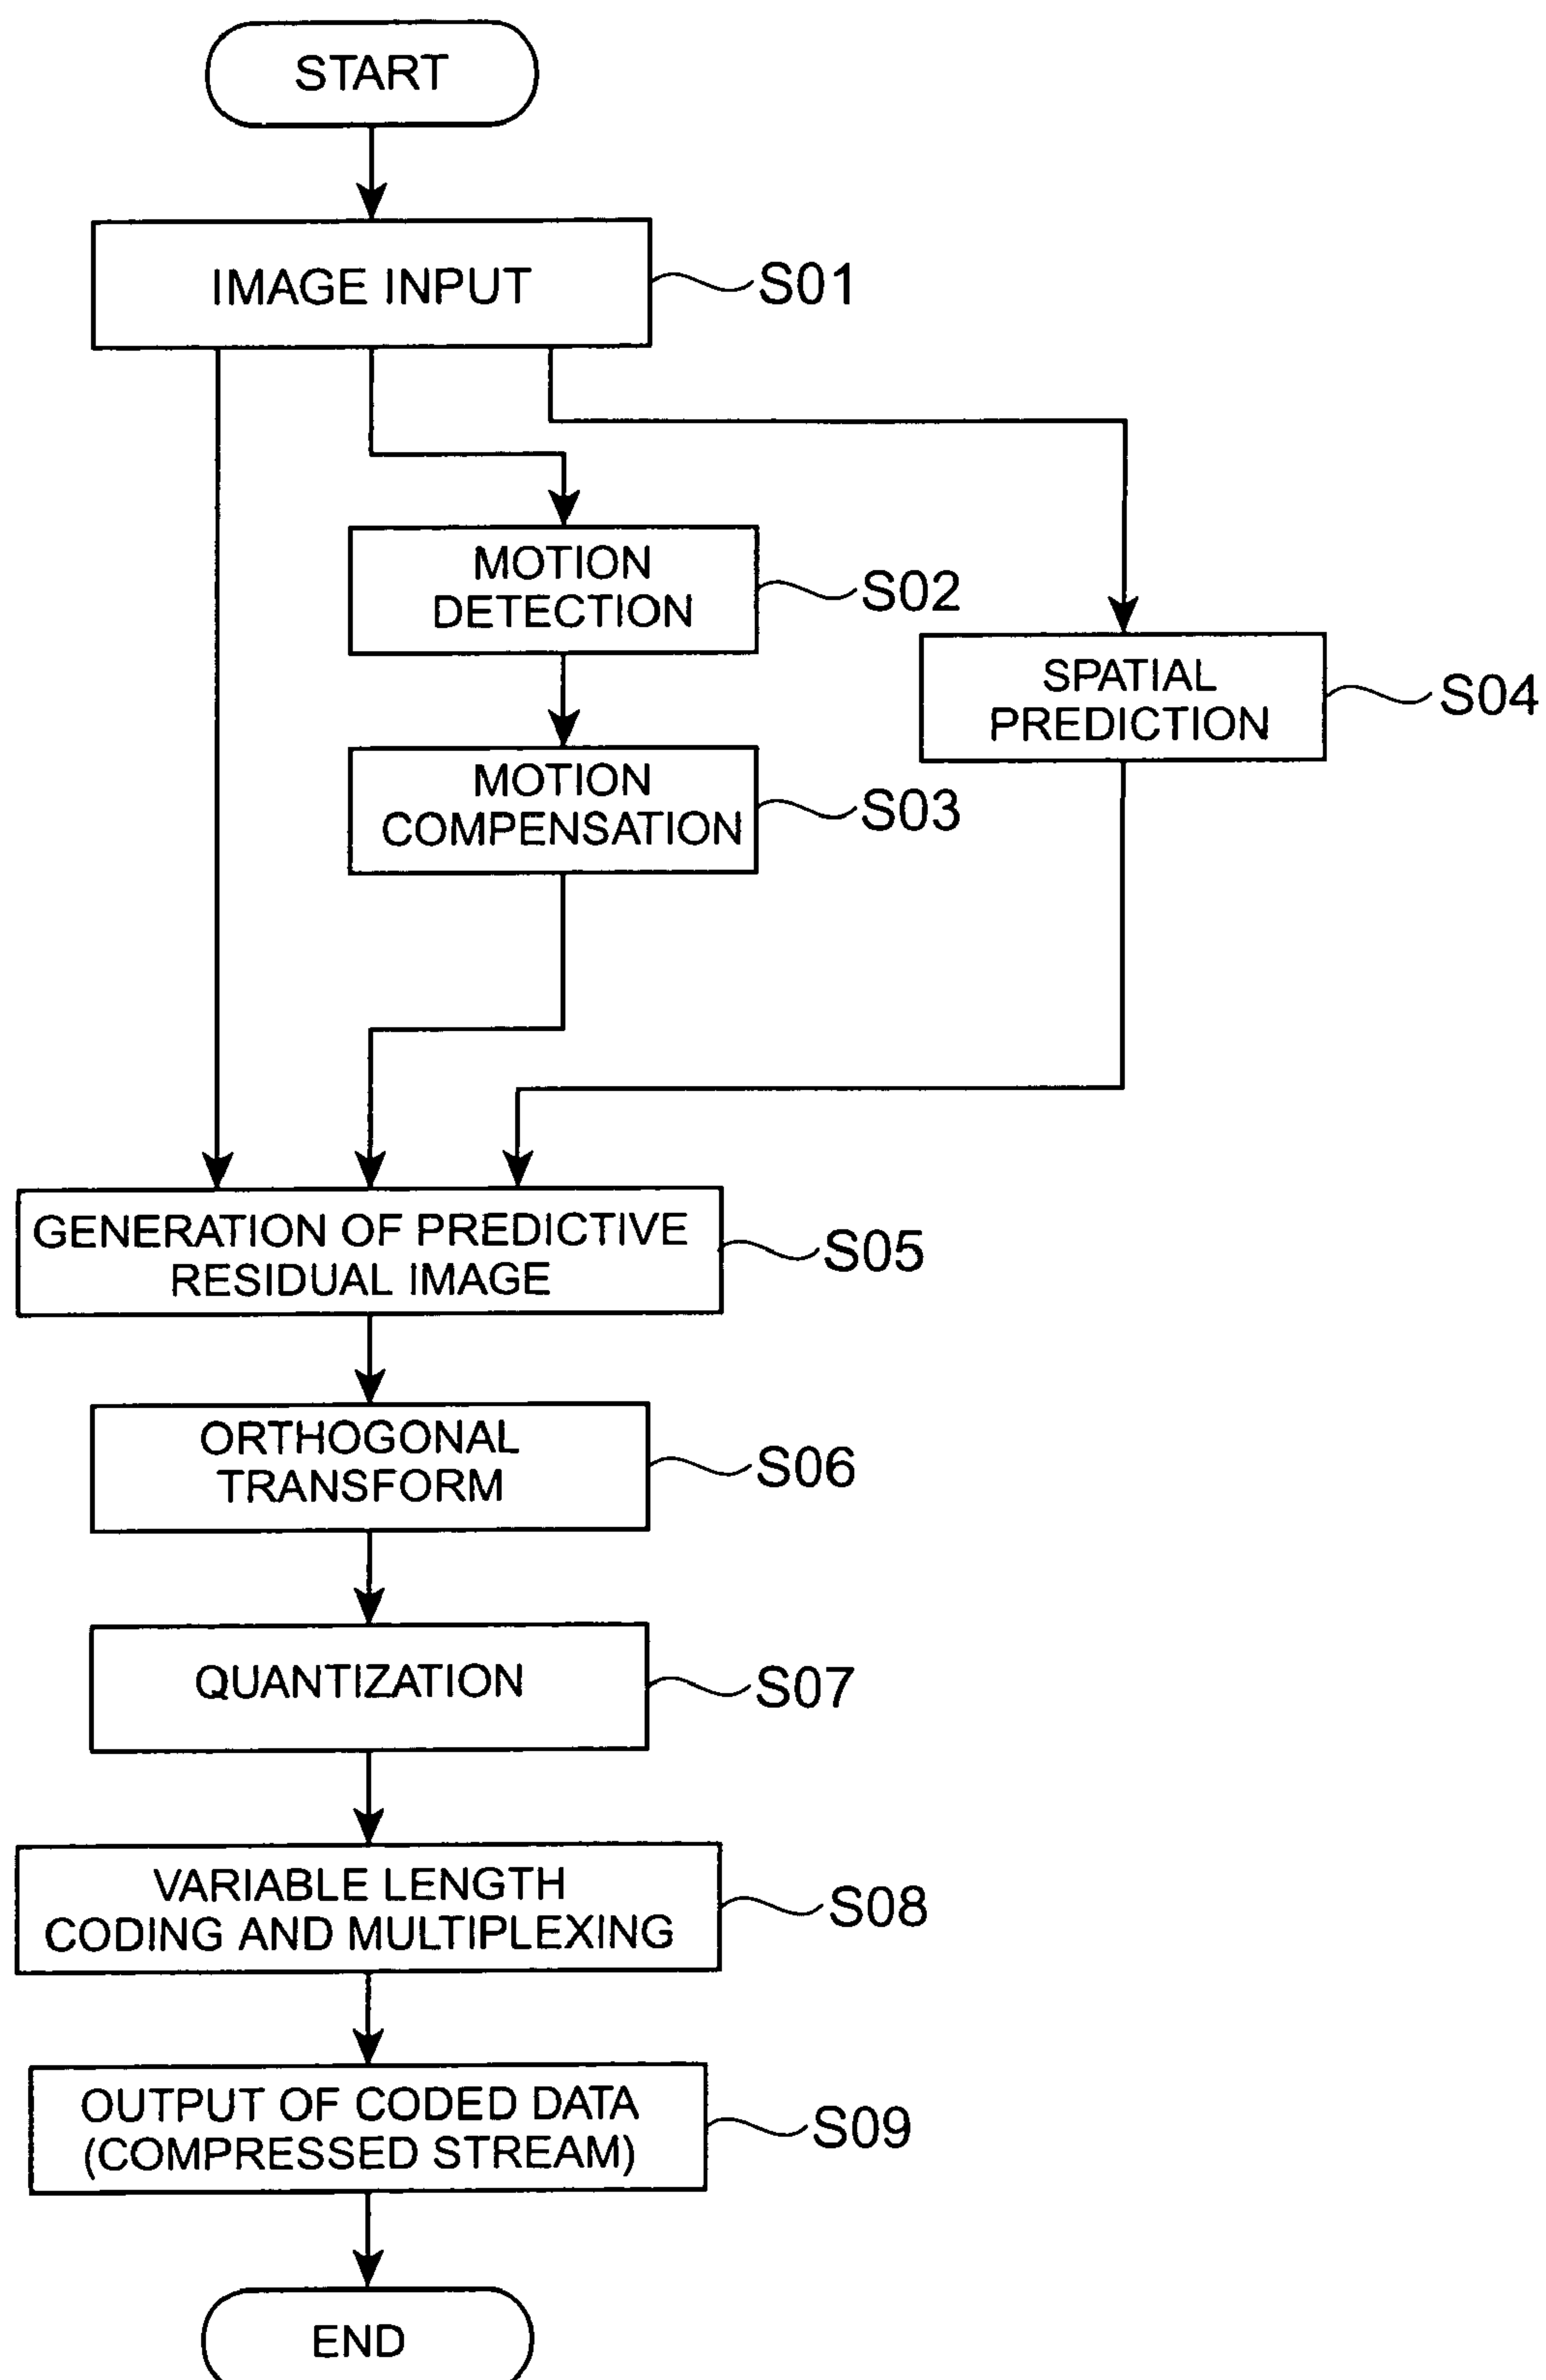 START
IMAGE INPUT
S01
MOTION
DETECTION
S02
SPATIAL
PREDICTION
S04
MOTION
COMPENSATION
S03
GENERATION OF PREDICTIVE
RESIDUAL IMAGE
S05
ORTHOGONAL
TRANSFORM
S06
QUANTIZATION
S07
VARIABLE LENGTH
CODING AND MULTIPLEXING
S08
OUTPUT OF CODED DATA
(COMPRESSED STREAM)
S09
END